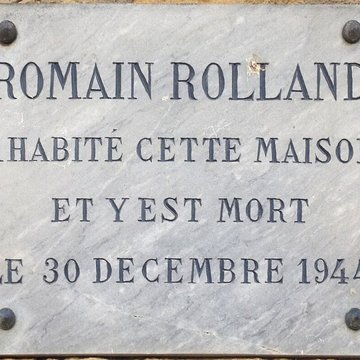 ROMAIN ROLLAND
A HABITÉ CETTE MAISON
ET Y EST MORT
LE 30 DECEMBRE 1944